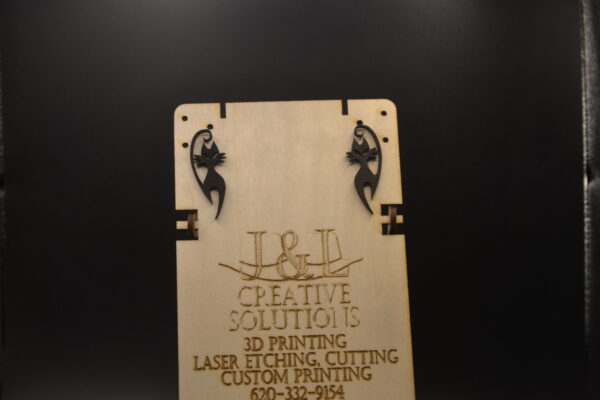 J&L
CREATIVE
SOLUTIONS
3D PRINTING
LASER ETCHING, CUTTING
CUSTOM PRINTING
620-332-9154